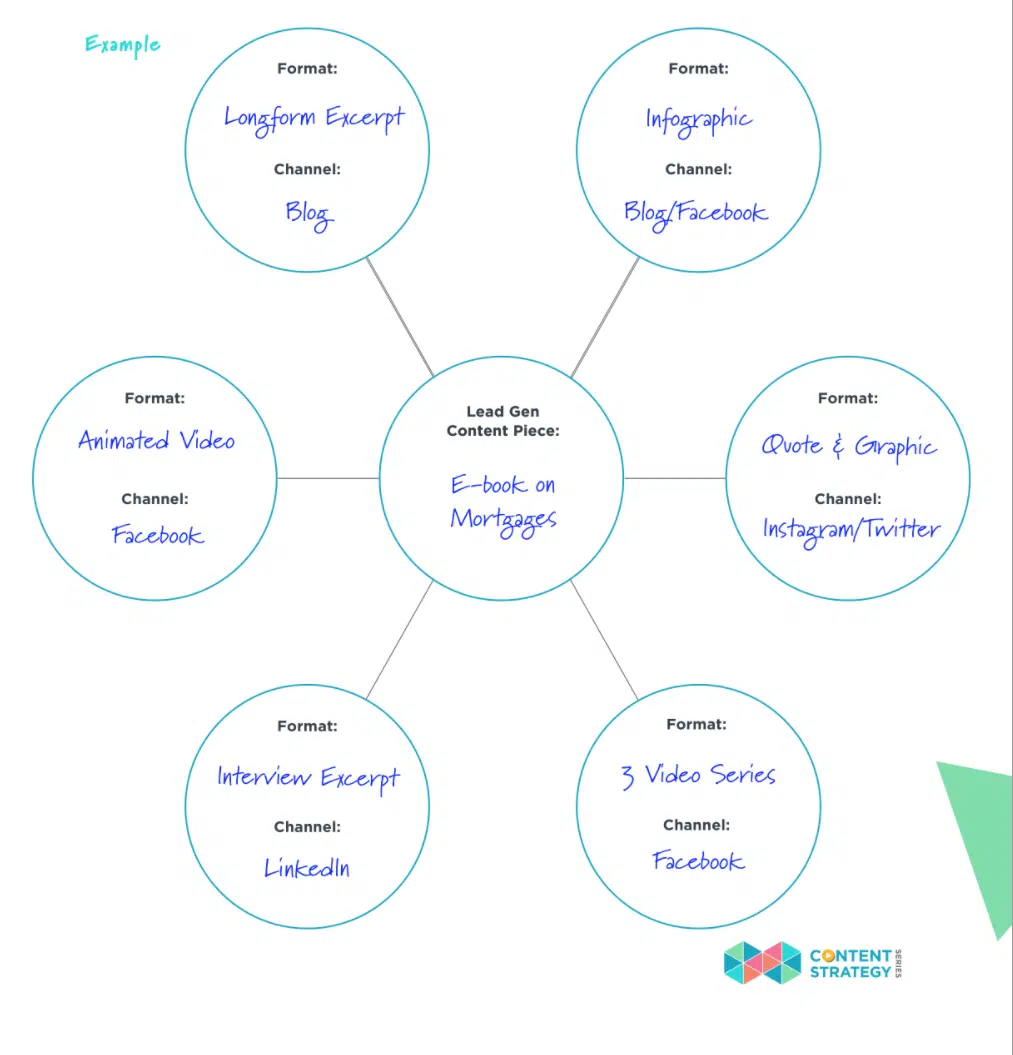 Example
Format:
Longform Excerpt
Channel:
Blog
Format:
Infographic
Channel:
Blog/Facebook
Format:
Animated Video
Channel:
Facebook
Lead Gen
Content Piece:
E-book on
Mortgages
Format:
Quote & Graphic
Channel:
Instagram/Twitter
Format:
Interview Excerpt
Channel:
LinkedIn
Format:
3 Video Series
Channel:
Facebook
CONTENT
STRATEGY
SERIES